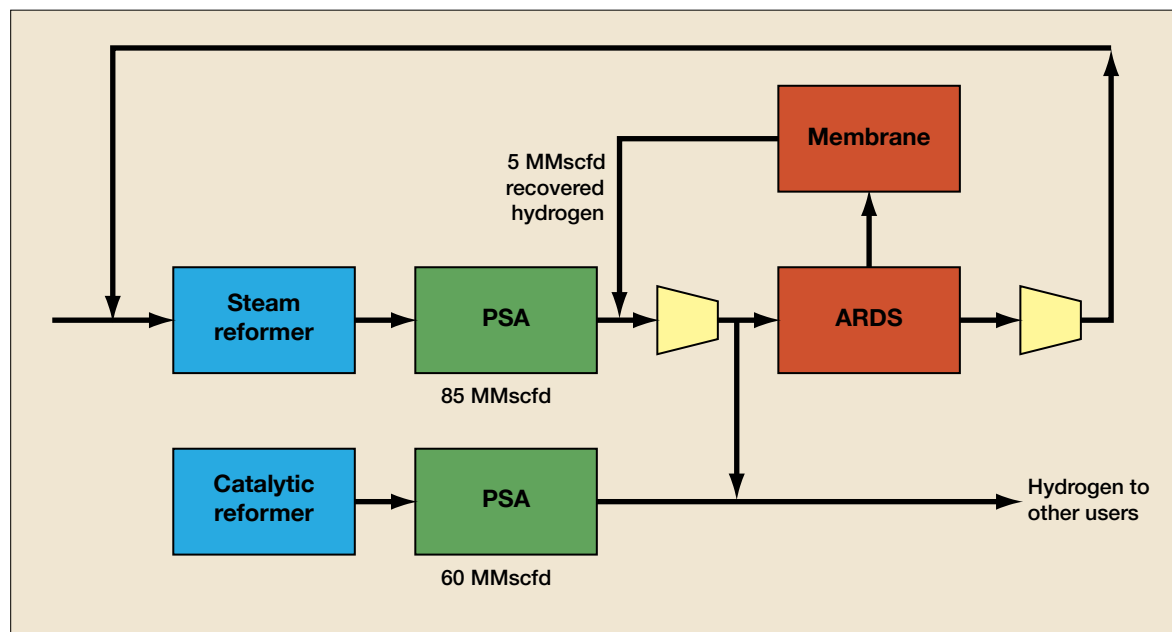 Membrane
5 MMscfd
recovered
hydrogen
Steam
reformer
PSA
ARDS
85 MMscfd
Catalytic
reformer
PSA
Hydrogen to
other users
60 MMscfd